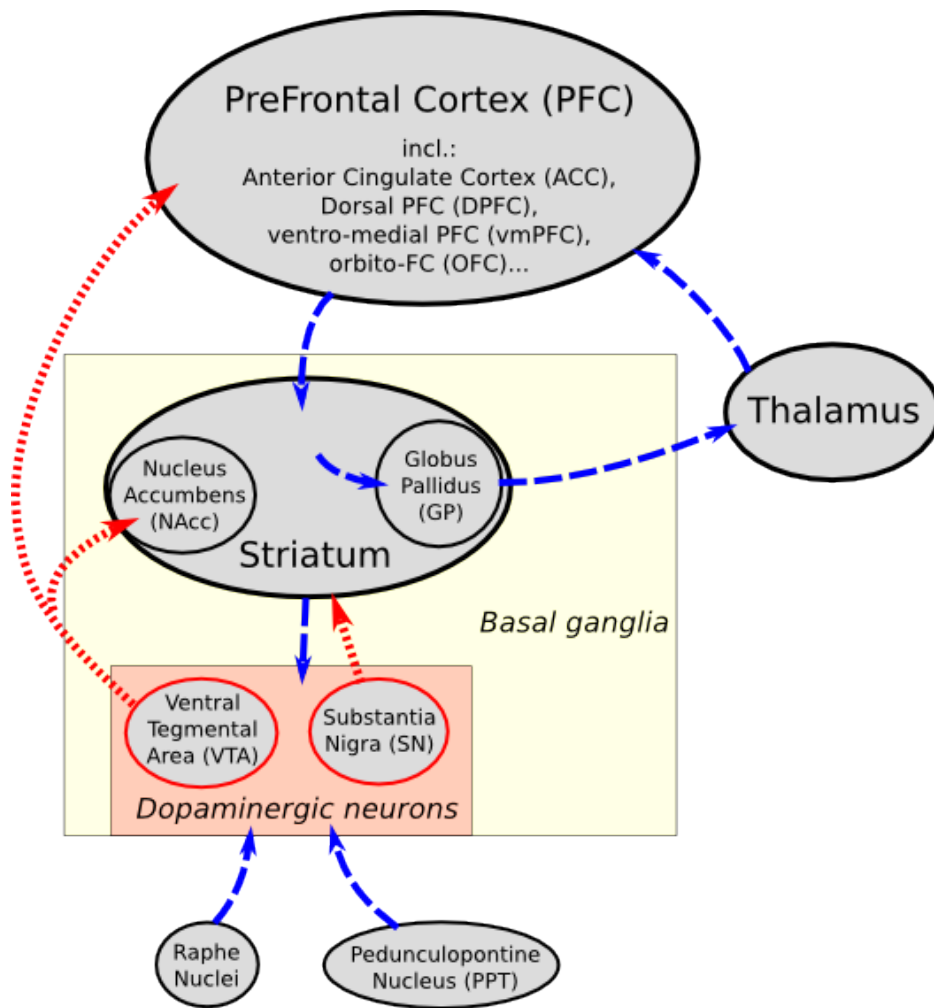 PreFrontal Cortex (PFC)
incl.:
Anterior Cingulate Cortex (ACC),
Dorsal PFC (DPFC),
ventro-medial PFC (vmPFC),
orbito-FC (OFC)...
Thalamus
Nucleus
Accumbens
(NAcc)
Globus
Pallidus
(GP)
Striatum
Basal ganglia
Ventral
Tegmental
Area (VTA)
Substantia
Nigra (SN)
Dopaminergic neurons
Raphe
Nuclei
Pedunculopontine
Nucleus (PPT)